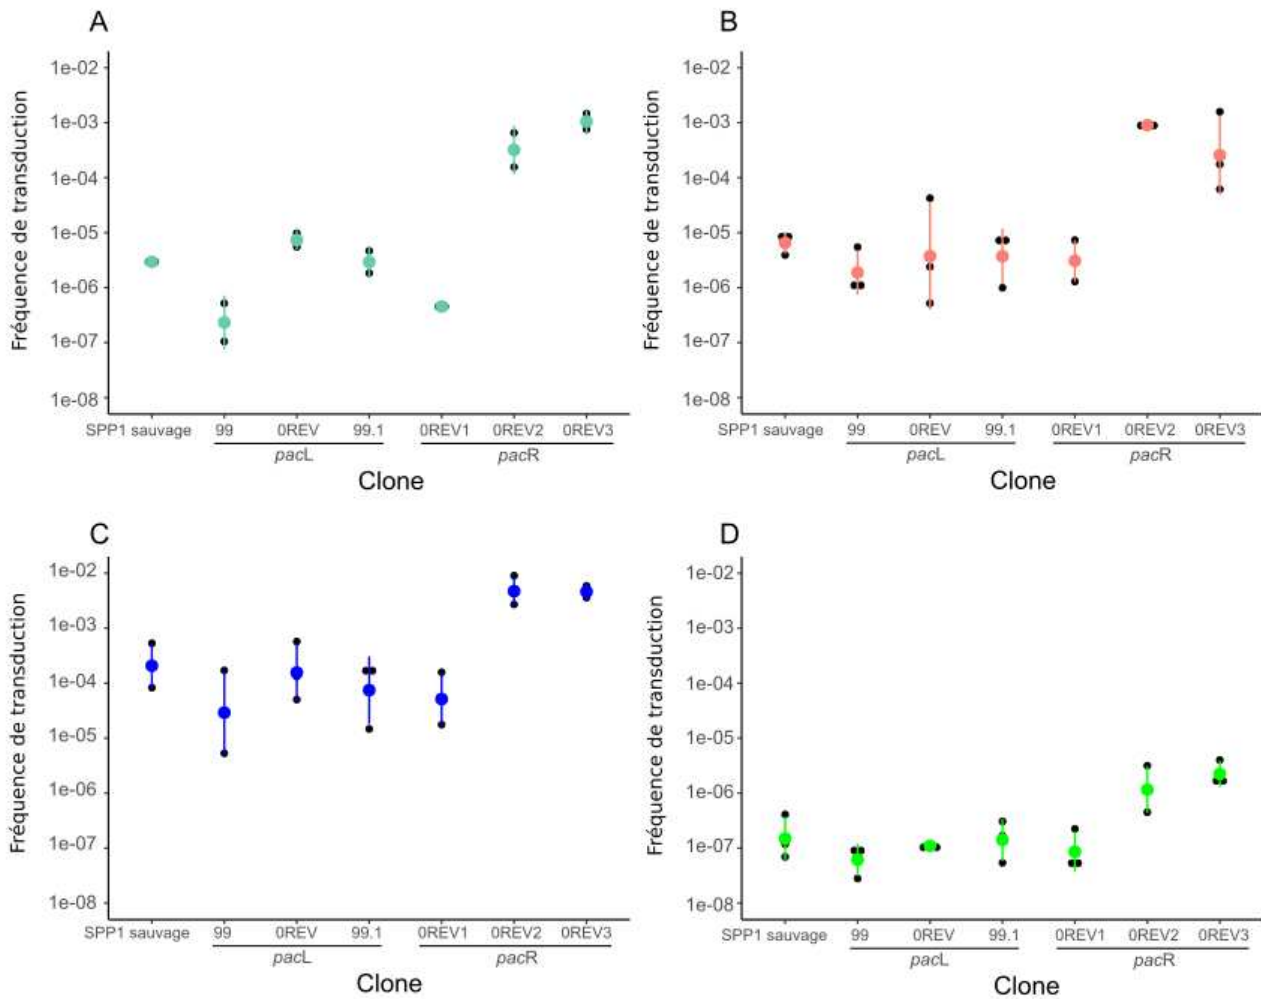 A
Fréquence de transduction
1e-02
1e-03
1e-04
1e-05
1e-06
1e-07
1e-08
SPP1 sauvage 99 0REV 99.1 0REV1 0REV2 0REV3
pacL pacR
Clone
B
Fréquence de transduction
1e-02
1e-03
1e-04
1e-05
1e-06
1e-07
1e-08
SPP1 sauvage 99 0REV 99.1 0REV1 0REV2 0REV3
pacL pacR
Clone
C
Fréquence de transduction
1e-02
1e-03
1e-04
1e-05
1e-06
1e-07
1e-08
SPP1 sauvage 99 0REV 99.1 0REV1 0REV2 0REV3
pacL pacR
Clone
D
Fréquence de transduction
1e-02
1e-03
1e-04
1e-05
1e-06
1e-07
1e-08
SPP1 sauvage 99 0REV 99.1 0REV1 0REV2 0REV3
pacL pacR
Clone